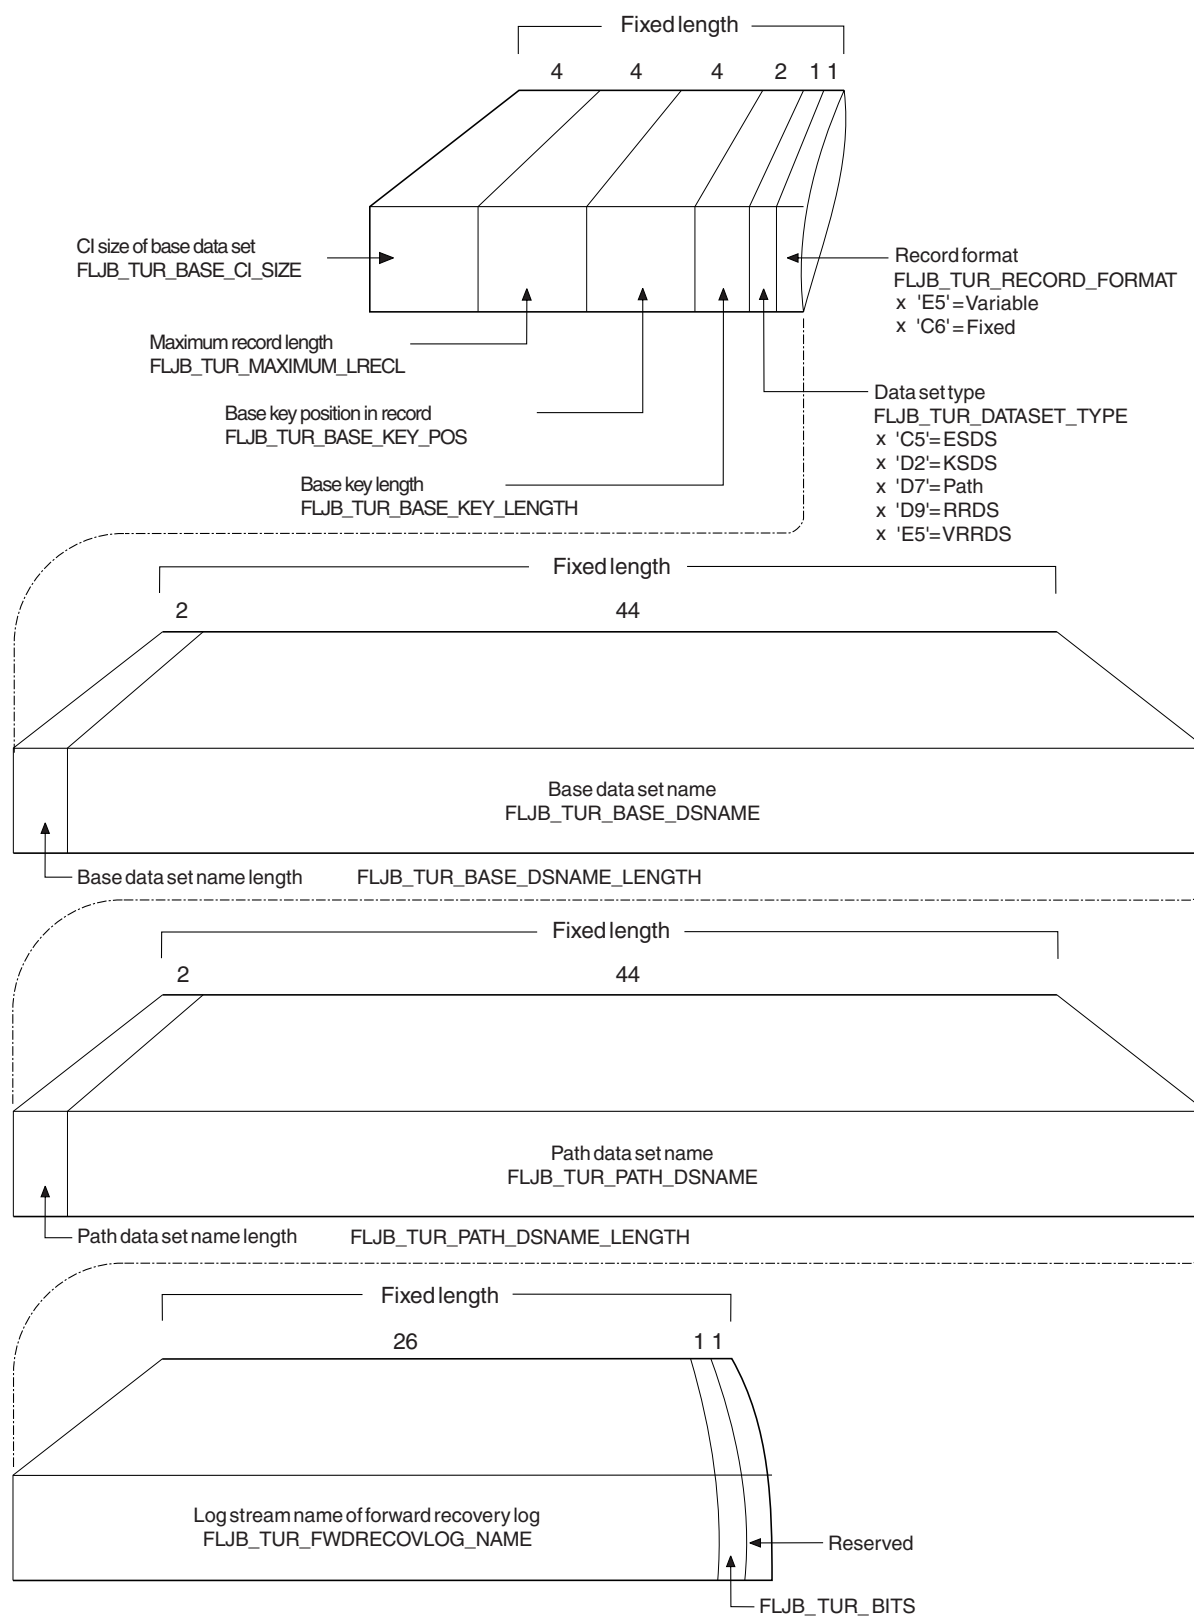 Fixed length
4 4 4 2 1 1
CI size of base data set
FLJB_TUR_BASE_CI_SIZE
Record format
FLJB_TUR_RECORD_FORMAT
x 'E5'=Variable
x 'C6'=Fixed
Maximum record length
FLJB_TUR_MAXIMUM_LRECL
Data set type
FLJB_TUR_DATASET_TYPE
x 'C5'=ESDS
x 'D2'=KSDS
x 'D7'=Path
x 'D9'=RRDS
x 'E5'=VRRDS
Base key position in record
FLJB_TUR_BASE_KEY_POS
Base key length
FLJB_TUR_BASE_KEY_LENGTH
Fixed length
2 44
Base data set name
FLJB_TUR_BASE_DSNAME
Base data set name length FLJB_TUR_BASE_DSNAME_LENGTH
Fixed length
2 44
Path data set name
FLJB_TUR_PATH_DSNAME
Path data set name length FLJB_TUR_PATH_DSNAME_LENGTH
Fixed length
26 1 1
Log stream name of forward recovery log
FLJB_TUR_FWDRECOVLOG_NAME
Reserved
FLJB_TUR_BITS